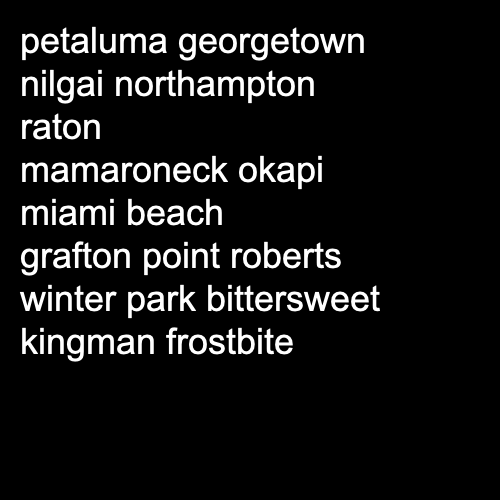 petaluma georgetown
nilgai northampton
raton
mamaroneck okapi
miami beach
grafton point roberts
winter park bittersweet
kingman frostbite